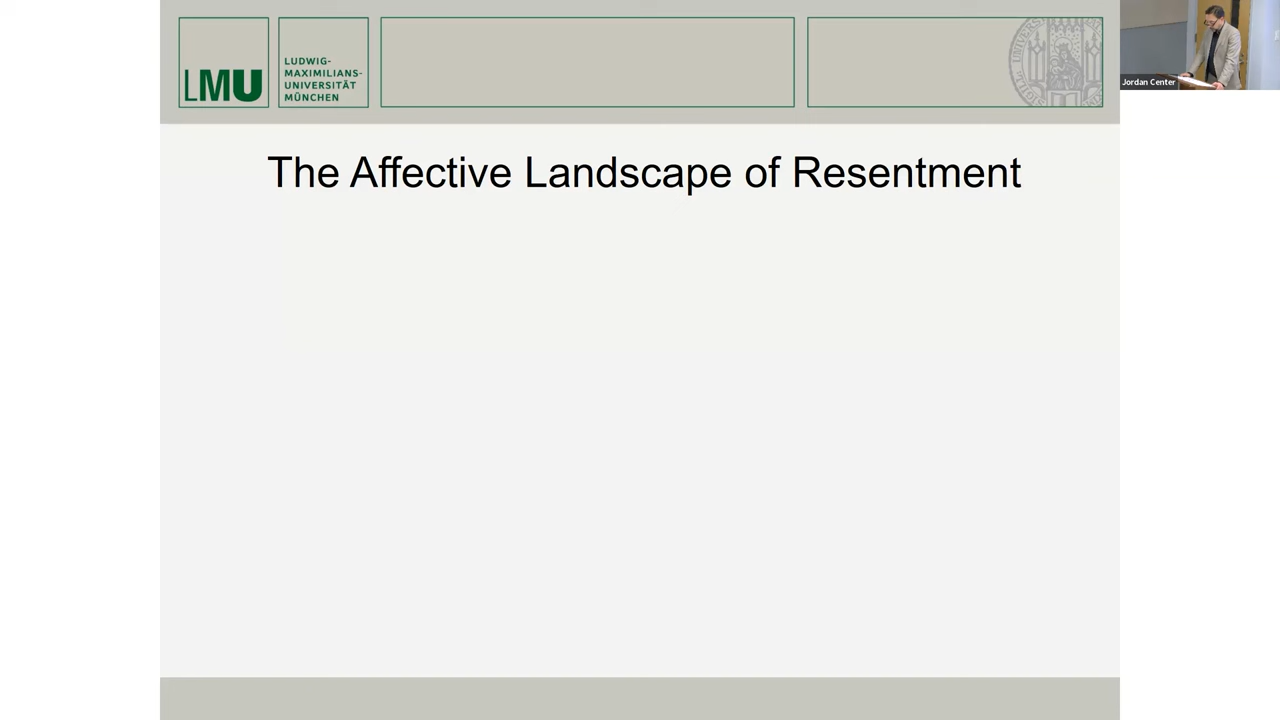 LMU
LUDWIG-
MAXIMILIANS-
UNIVERSITÄT
MÜNCHEN
Jordan Center
The Affective Landscape of Resentment